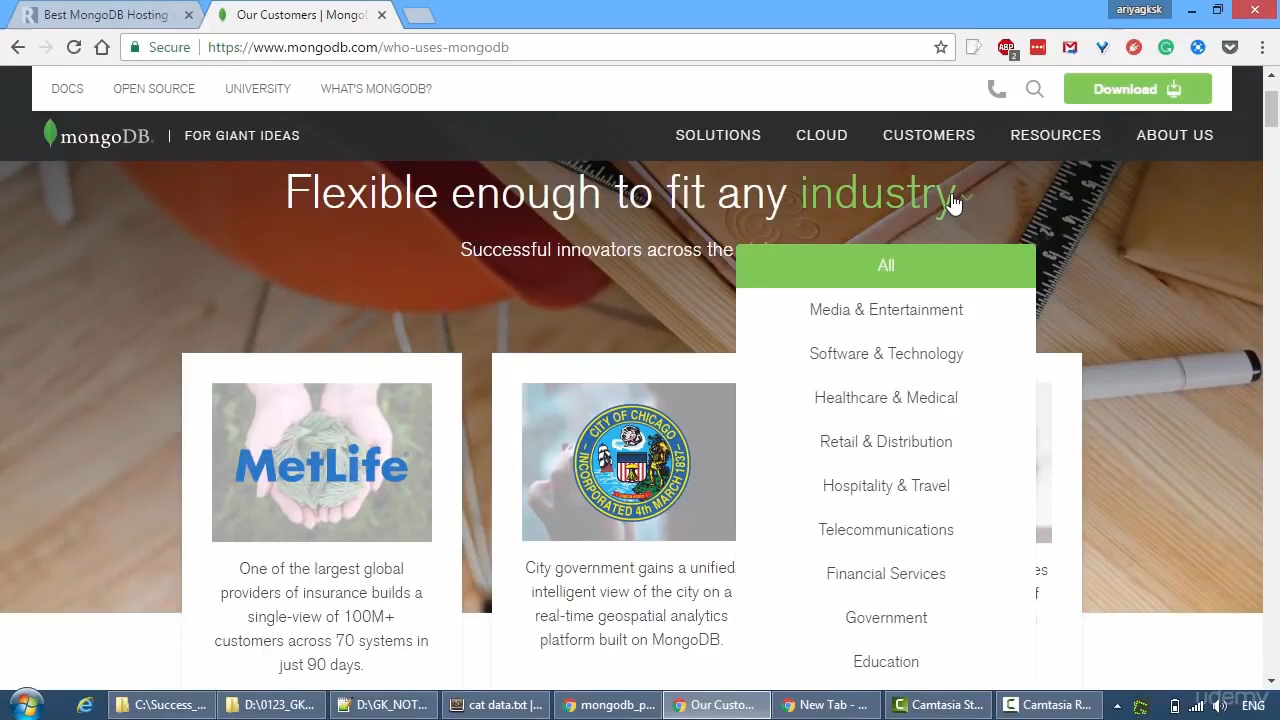 Best MongoDB Hosting
Our Customers | Mongo
ariyagksk
Secure
https://www.mongodb.com/who-uses-mongodb
ABP
2
DOCS
OPEN SOURCE
UNIVERSITY
WHAT'S MONGODB?
Download
mongoDB.
FOR GIANT IDEAS
SOLUTIONS
CLOUD
CUSTOMERS
RESOURCES
ABOUT US
Flexible enough to fit any industry
Successful innovators across the
All
Media & Entertainment
Software & Technology
Healthcare & Medical
Retail & Distribution
Hospitality & Travel
Telecommunications
Financial Services
Government
Education
MetLife
One of the largest global
providers of insurance builds a
single-view of 100M+
customers across 70 systems in
just 90 days.
CITY OF CHICAGO
INCORPORATED 4th MARCH 1837
City government gains a unified,
intelligent view of the city on a
real-time geospatial analytics
platform built on MongoDB.
C:\Success_...
D:\0123_GK...
D:\GK_NOT...
cat data.txt |...
mongodb_p...
Our Custo...
New Tab - ...
Camtasia St...
Camtasia R...
ENG
udemy